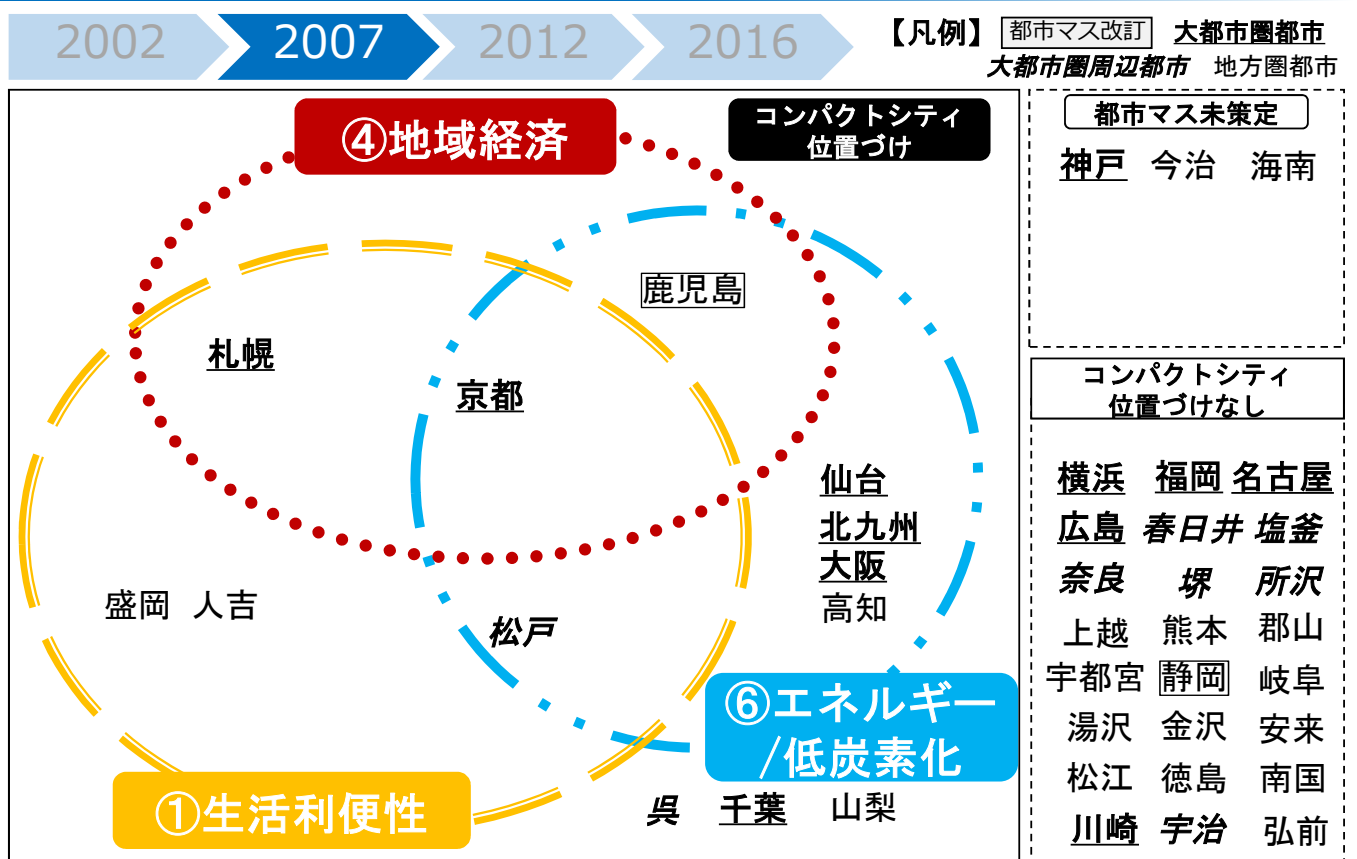 2002 2007 2012 2016
【凡例】 都市マス改訂 大都市圏都市
大都市圏周辺都市 地方圏都市
④地域経済
コンパクトシティ
位置づけ
鹿児島
札幌
京都
仙台
北九州
大阪
高知
盛岡 人吉
松戸
⑥エネルギー
/低炭素化
①生活利便性
呉 千葉 山梨
都市マス未策定
神戸 今治 海南
コンパクトシティ
位置づけなし
横浜 福岡 名古屋
広島 春日井 塩釜
奈良 堺 所沢
上越 熊本 郡山
宇都宮 静岡 岐阜
湯沢 金沢 安来
松江 徳島 南国
川崎 宇治 弘前